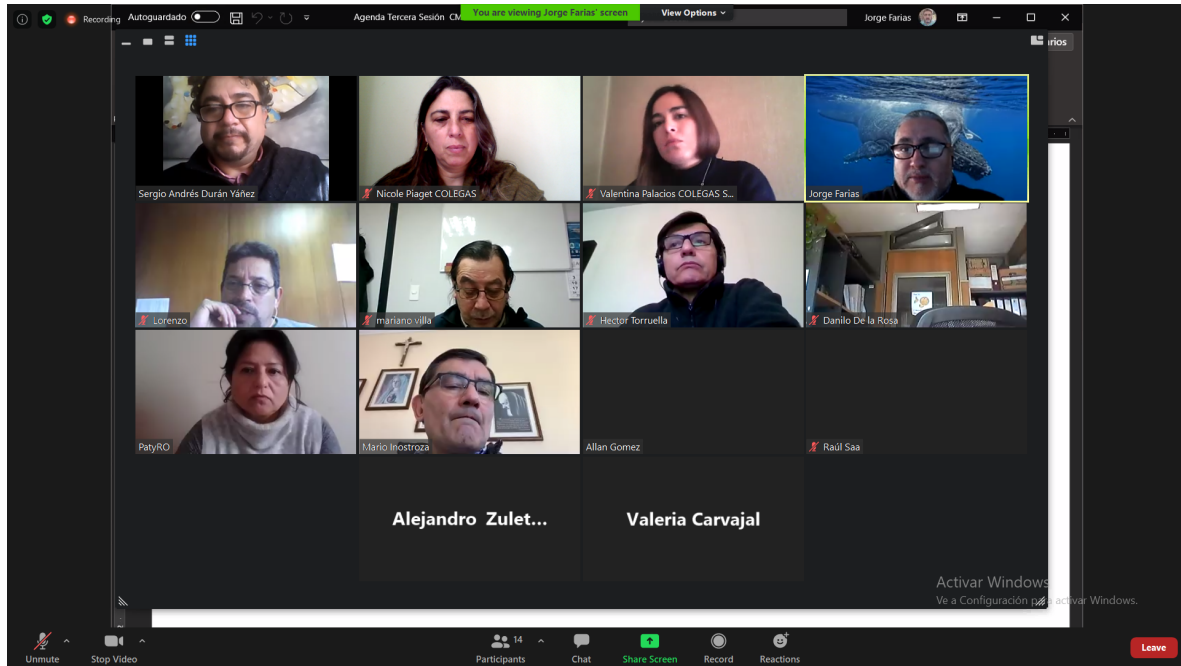 Recording
Autoguardado
Agenda Tercera Sesión CM
You are viewing Jorge Farias' screen
View Options
Jorge Farias
rios
Sergio Andrés Durán Yáñez
Nicole Piaget COLEGAS
Valentina Palacios COLEGAS S...
Jorge Farias
Lorenzo
mariano villa
Hector Torruella
Danilo De la Rosa
PatyRO
Mario Inostroza
Allan Gomez
Raúl Saa
Alejandro Zulet...
Valeria Carvajal
Activar Windows
Ve a Configuración para activar Windows.
Unmute
Stop Video
14
Participants
Chat
Share Screen
Record
Reactions
Leave